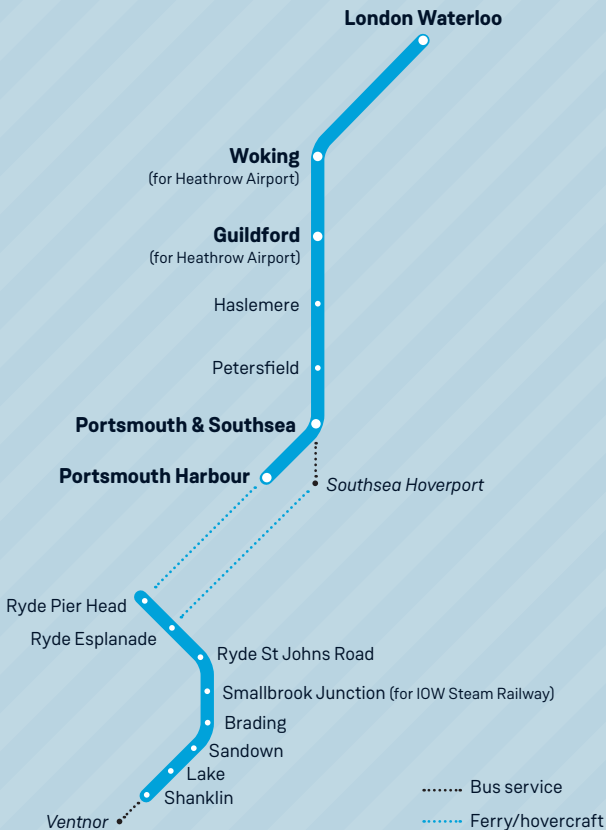 London Waterloo
Woking
(for Heathrow Airport)
Guildford
(for Heathrow Airport)
Haslemere
Petersfield
Portsmouth & Southsea
Portsmouth Harbour
Southsea Hoverport
Ryde Pier Head
Ryde Esplanade
Ryde St Johns Road
Smallbrook Junction (for IOW Steam Railway)
Brading
Sandown
Lake
Shanklin
Ventnor
Bus service
Ferry/hovercraft